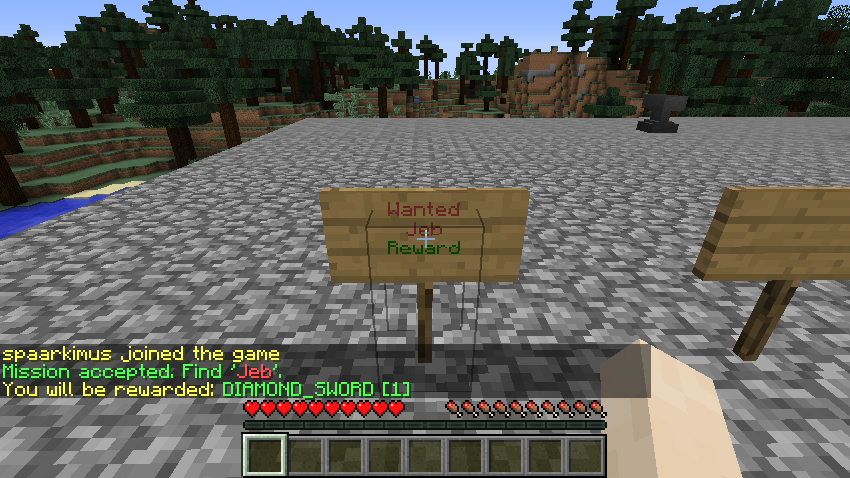 Wanted
Jeb
Reward
spaarkimus joined the game
Mission accepted. Find 'Jeb'.
You will be rewarded: DIAMOND_SWORD [1]